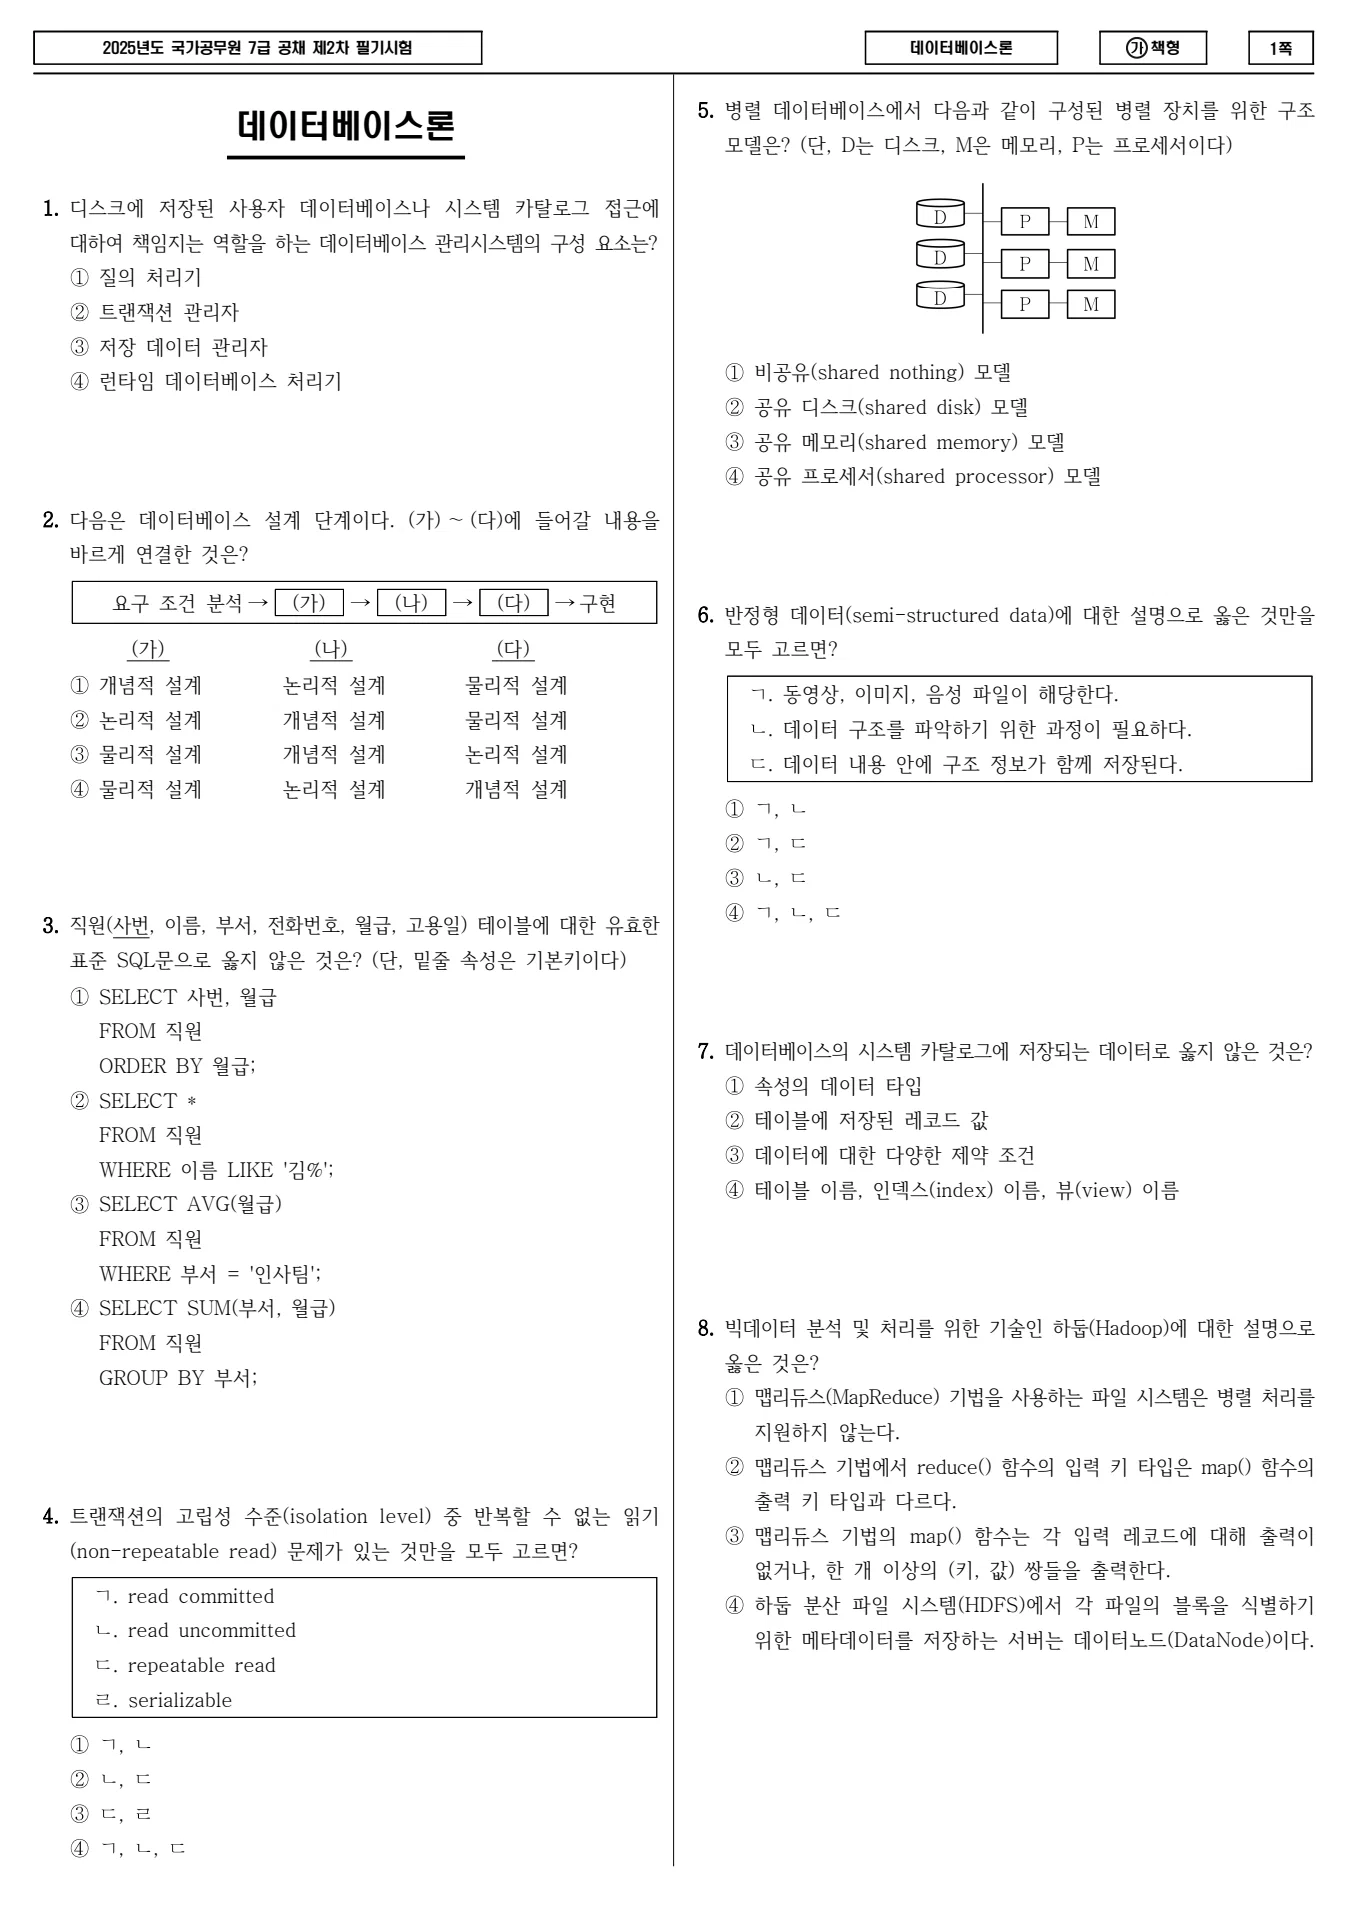 2025년도 국가공무원 7급 공채 제2차 필기시험
데이터베이스론
㉮책형
1쪽
데이터베이스론
1. 디스크에 저장된 사용자 데이터베이스나 시스템 카탈로그 접근에
대하여 책임지는 역할을 하는 데이터베이스 관리시스템의 구성 요소는?
① 질의 처리기
② 트랜잭션 관리자
③ 저장 데이터 관리자
④ 런타임 데이터베이스 처리기
2. 다음은 데이터베이스 설계 단계이다. (가) ~ (다)에 들어갈 내용을
바르게 연결한 것은?
요구 조건 분석 → (가) → (나) → (다) → 구현
(가) (나) (다)
① 개념적 설계 논리적 설계 물리적 설계
② 논리적 설계 개념적 설계 물리적 설계
③ 물리적 설계 개념적 설계 논리적 설계
④ 물리적 설계 논리적 설계 개념적 설계
3. 직원(사번, 이름, 부서, 전화번호, 월급, 고용일) 테이블에 대한 유효한
표준 SQL문으로 옳지 않은 것은? (단, 밑줄 속성은 기본키이다)
① SELECT 사번, 월급
FROM 직원
ORDER BY 월급;
② SELECT *
FROM 직원
WHERE 이름 LIKE '김%';
③ SELECT AVG(월급)
FROM 직원
WHERE 부서 = '인사팀';
④ SELECT SUM(부서, 월급)
FROM 직원
GROUP BY 부서;
4. 트랜잭션의 고립성 수준(isolation level) 중 반복할 수 없는 읽기
(non-repeatable read) 문제가 있는 것만을 모두 고르면?
ㄱ. read committed
ㄴ. read uncommitted
ㄷ. repeatable read
ㄹ. serializable
① ㄱ, ㄴ
② ㄴ, ㄷ
③ ㄷ, ㄹ
④ ㄱ, ㄴ, ㄷ
5. 병렬 데이터베이스에서 다음과 같이 구성된 병렬 장치를 위한 구조
모델은? (단, D는 디스크, M은 메모리, P는 프로세서이다)
D P M
D P M
D P M
① 비공유(shared nothing) 모델
② 공유 디스크(shared disk) 모델
③ 공유 메모리(shared memory) 모델
④ 공유 프로세서(shared processor) 모델
6. 반정형 데이터(semi-structured data)에 대한 설명으로 옳은 것만을
모두 고르면?
ㄱ. 동영상, 이미지, 음성 파일이 해당한다.
ㄴ. 데이터 구조를 파악하기 위한 과정이 필요하다.
ㄷ. 데이터 내용 안에 구조 정보가 함께 저장된다.
① ㄱ, ㄴ
② ㄱ, ㄷ
③ ㄴ, ㄷ
④ ㄱ, ㄴ, ㄷ
7. 데이터베이스의 시스템 카탈로그에 저장되는 데이터로 옳지 않은 것은?
① 속성의 데이터 타입
② 테이블에 저장된 레코드 값
③ 데이터에 대한 다양한 제약 조건
④ 테이블 이름, 인덱스(index) 이름, 뷰(view) 이름
8. 빅데이터 분석 및 처리를 위한 기술인 하둡(Hadoop)에 대한 설명으로
옳은 것은?
① 맵리듀스(MapReduce) 기법을 사용하는 파일 시스템은 병렬 처리를
지원하지 않는다.
② 맵리듀스 기법에서 reduce() 함수의 입력 키 타입은 map() 함수의
출력 키 타입과 다르다.
③ 맵리듀스 기법의 map() 함수는 각 입력 레코드에 대해 출력이
없거나, 한 개 이상의 (키, 값) 쌍들을 출력한다.
④ 하둡 분산 파일 시스템(HDFS)에서 각 파일의 블록을 식별하기
위한 메타데이터를 저장하는 서버는 데이터노드(DataNode)이다.